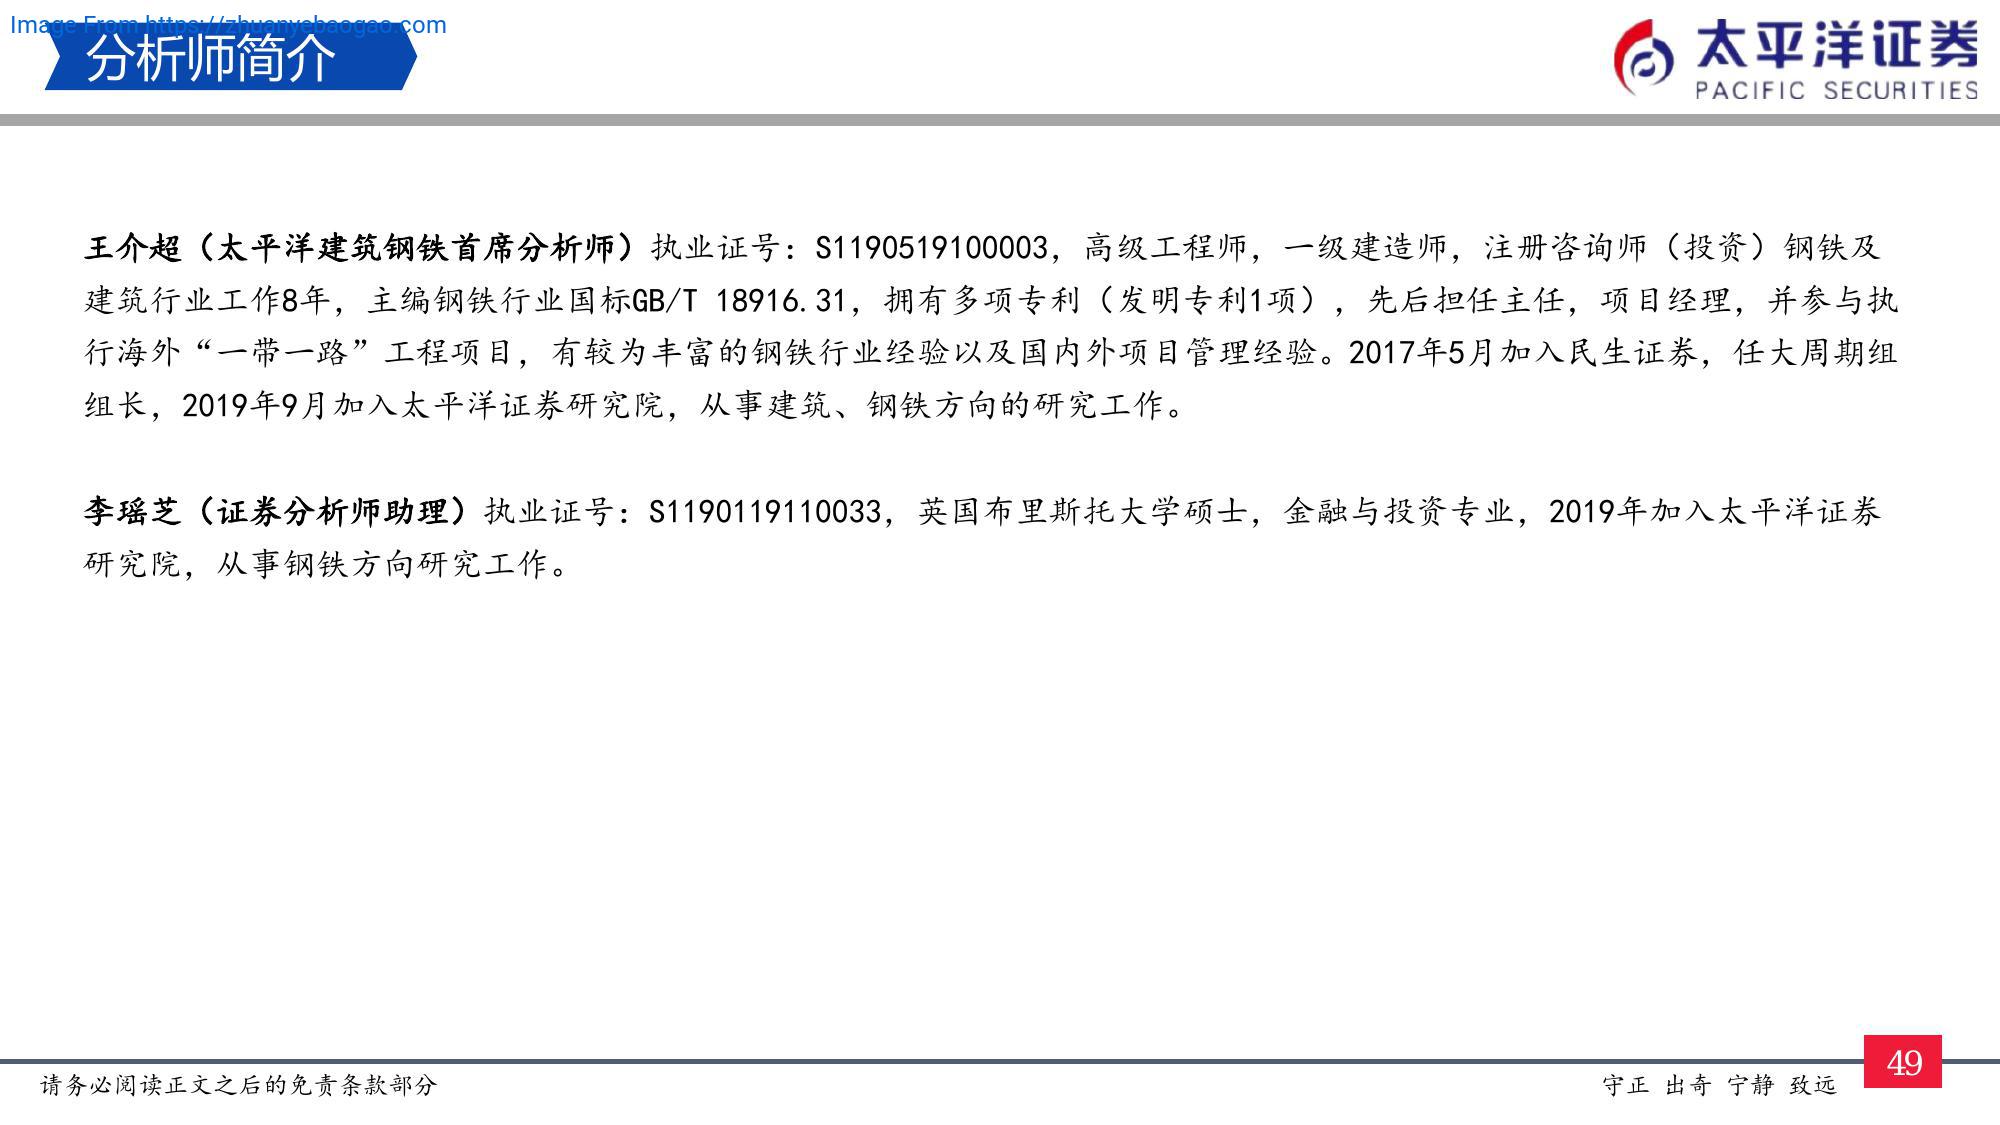 Image From https://zhuanyebaogao.com
分析师简介
太平洋证券
PACIFIC SECURITIES
王介超（太平洋建筑钢铁首席分析师）执业证号：S1190519100003，高级工程师，一级建造师，注册咨询师（投资）钢铁及
建筑行业工作8年，主编钢铁行业国标GB/T 18916.31，拥有多项专利（发明专利1项），先后担任主任，项目经理，并参与执
行海外“一带一路”工程项目，有较为丰富的钢铁行业经验以及国内外项目管理经验。2017年5月加入民生证券，任大周期组
组长，2019年9月加入太平洋证券研究院，从事建筑、钢铁方向的研究工作。
李瑶芝（证券分析师助理）执业证号：S1190119110033，英国布里斯托大学硕士，金融与投资专业，2019年加入太平洋证券
研究院，从事钢铁方向研究工作。
请务必阅读正文之后的免责条款部分
守正 出奇 宁静 致远
49